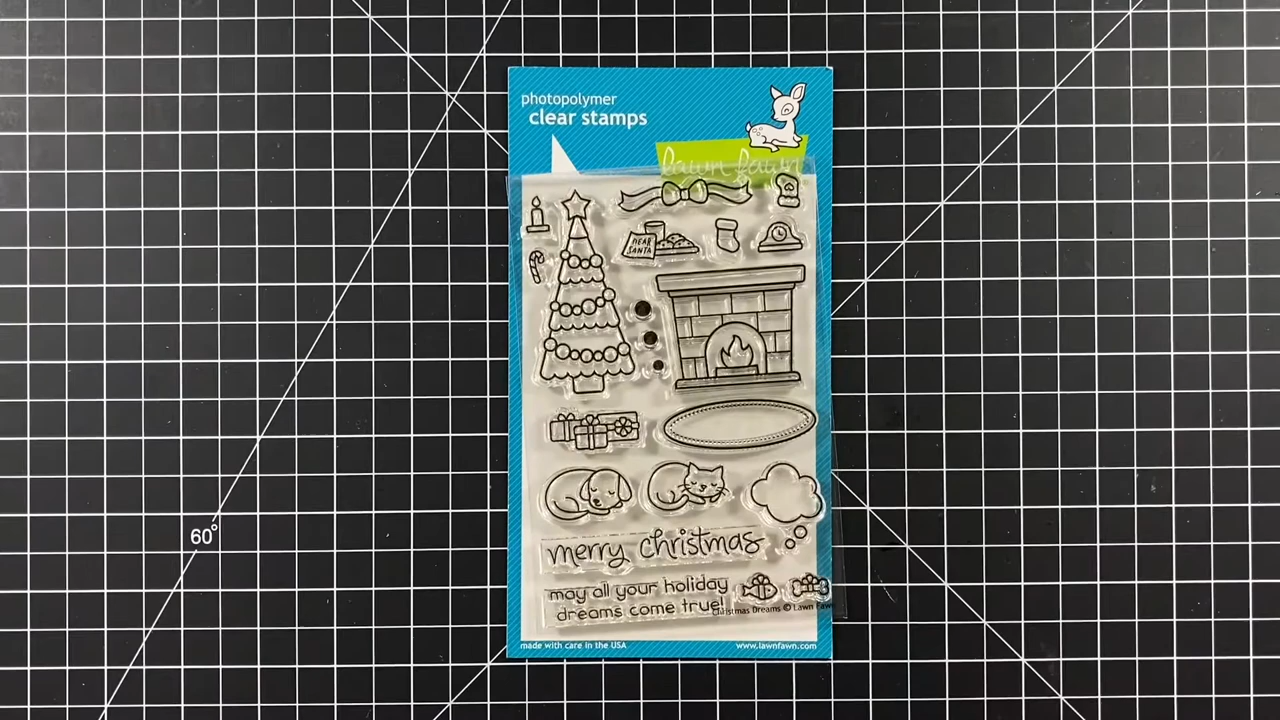 photopolymer
clear stamps
lawn fawn
DEAR
SANTA
60°
merry christmas
may all your holiday
dreams come true!
Christmas Dreams © Lawn Fawn
made with care in the USA
www.lawnfawn.com